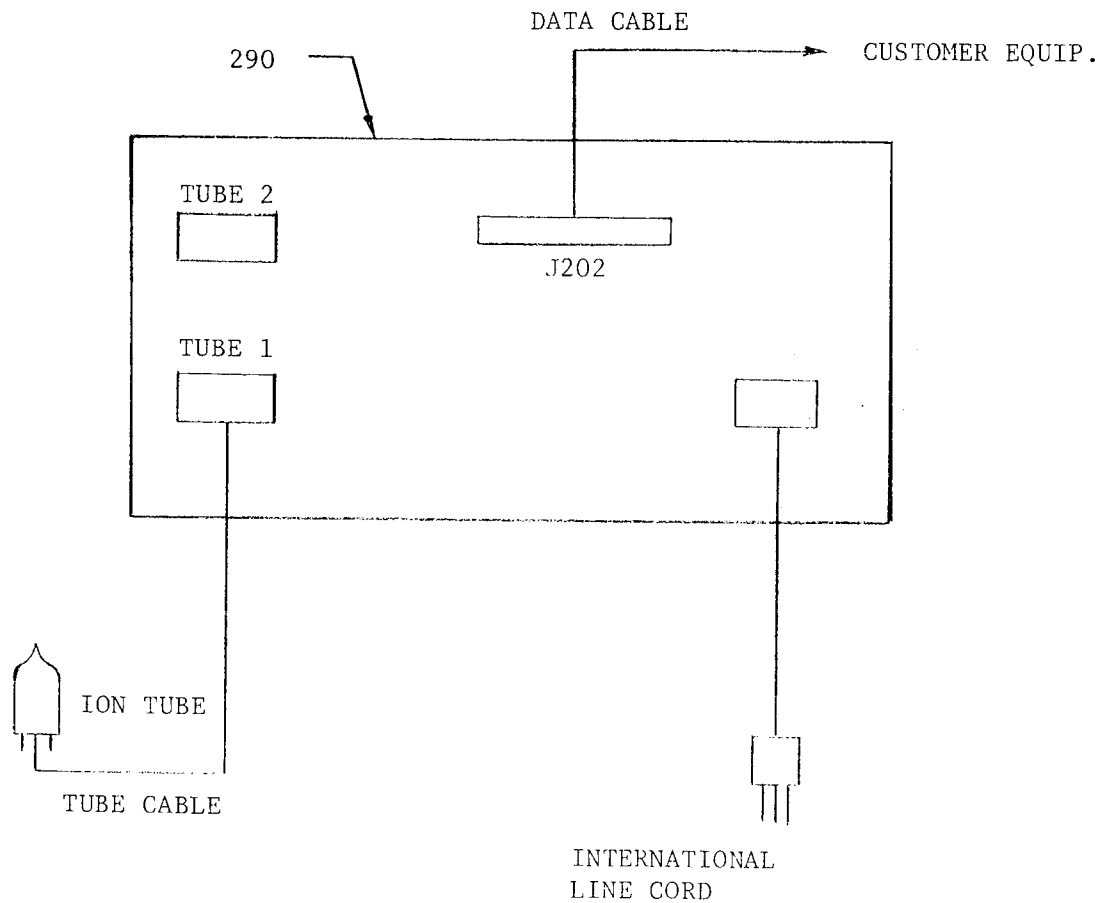 DATA CABLE
290
CUSTOMER EQUIP.
TUBE 2
J202
TUBE 1
ION TUBE
TUBE CABLE
INTERNATIONAL
LINE CORD